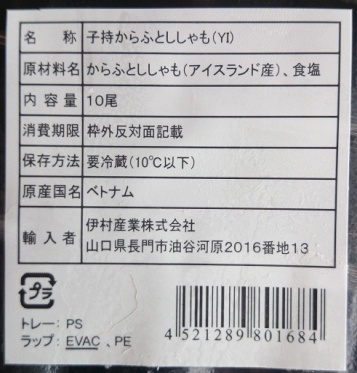 名 称 子持からふとししゃも(YI)
原材料名 からふとししゃも(アイスランド産)、食塩
内 容 量 10尾
消費期限 枠外反対面記載
保存方法 要冷蔵(10℃以下)
原産国名 ベトナム
輸 入 者 伊村産業株式会社
山口県長門市油谷河原2016番地13
プラ
トレー: PS
ラップ: EVAC 、PE
4 521289 801684